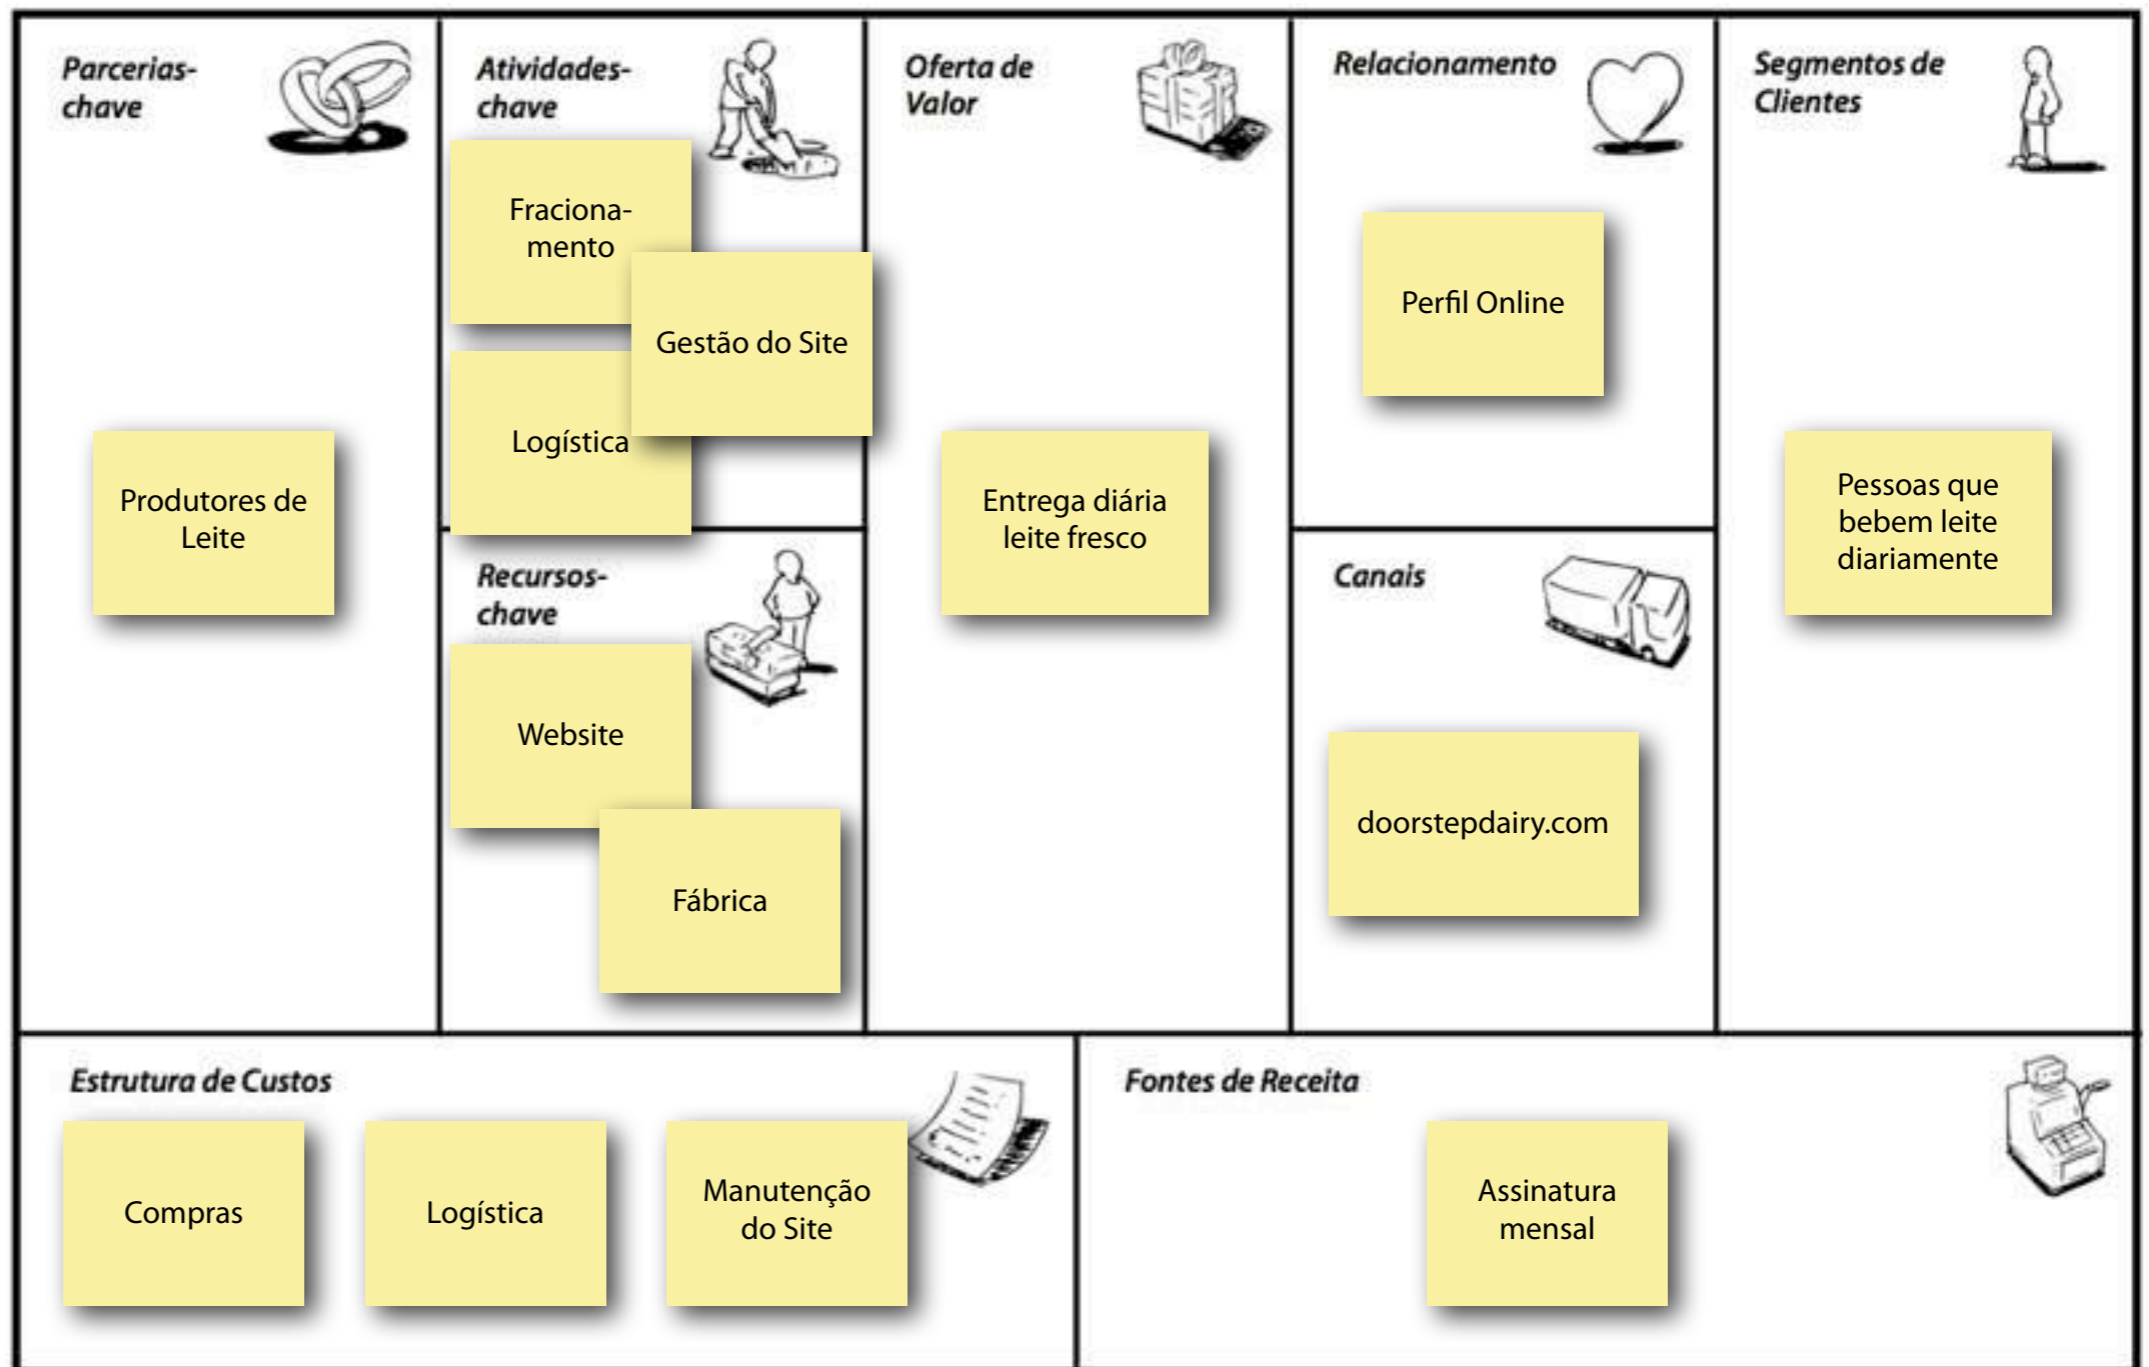 Parcerias-
chave
Produtores de
Leite
Atividades-
chave
Fraciona-
mento
Gestão do Site
Logística
Recursos-
chave
Website
Fábrica
Oferta de
Valor
Entrega diária
leite fresco
Relacionamento
Perfil Online
Canais
doorstepdairy.com
Segmentos de
Clientes
Pessoas que
bebem leite
diariamente
Estrutura de Custos
Compras
Logística
Manutenção
do Site
Fontes de Receita
Assinatura
mensal